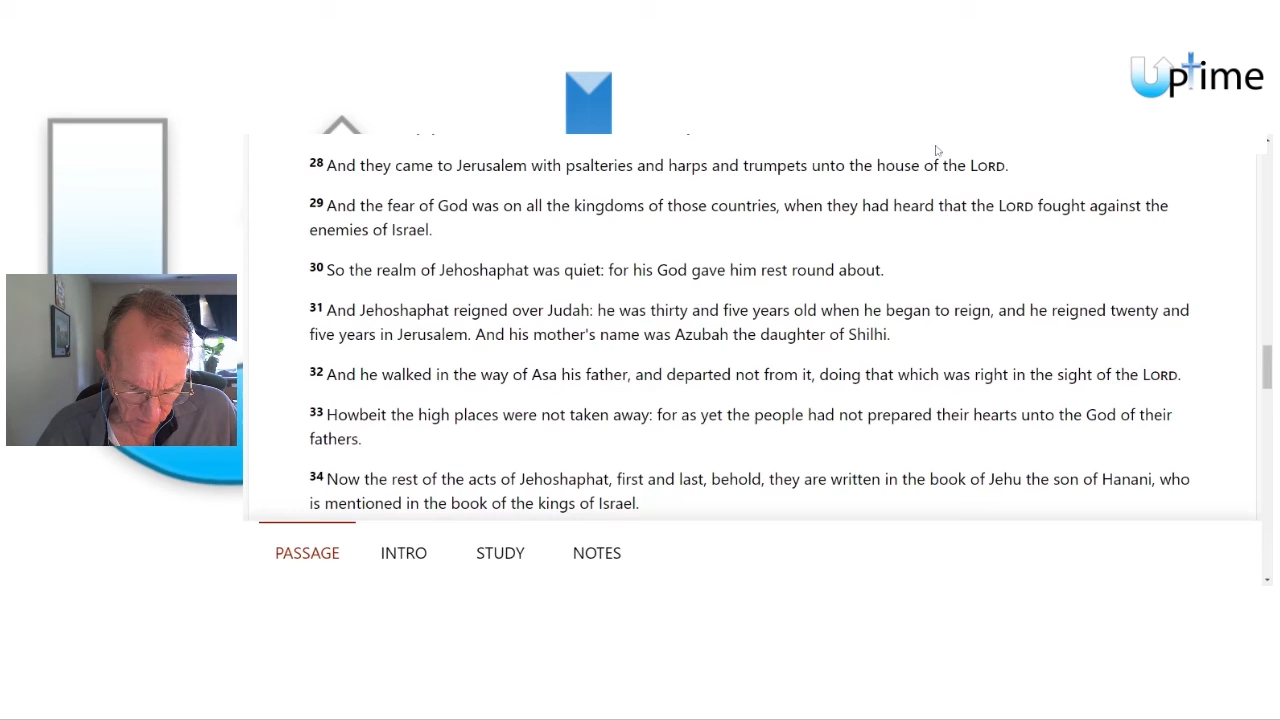 Uptime
28 And they came to Jerusalem with psalteries and harps and trumpets unto the house of the LORD.
29 And the fear of God was on all the kingdoms of those countries, when they had heard that the LORD fought against the
enemies of Israel.
30 So the realm of Jehoshaphat was quiet: for his God gave him rest round about.
31 And Jehoshaphat reigned over Judah: he was thirty and five years old when he began to reign, and he reigned twenty and
five years in Jerusalem. And his mother's name was Azubah the daughter of Shilhi.
32 And he walked in the way of Asa his father, and departed not from it, doing that which was right in the sight of the LORD.
33 Howbeit the high places were not taken away: for as yet the people had not prepared their hearts unto the God of their
fathers.
34 Now the rest of the acts of Jehoshaphat, first and last, behold, they are written in the book of Jehu the son of Hanani, who
is mentioned in the book of the kings of Israel.
PASSAGE INTRO STUDY NOTES